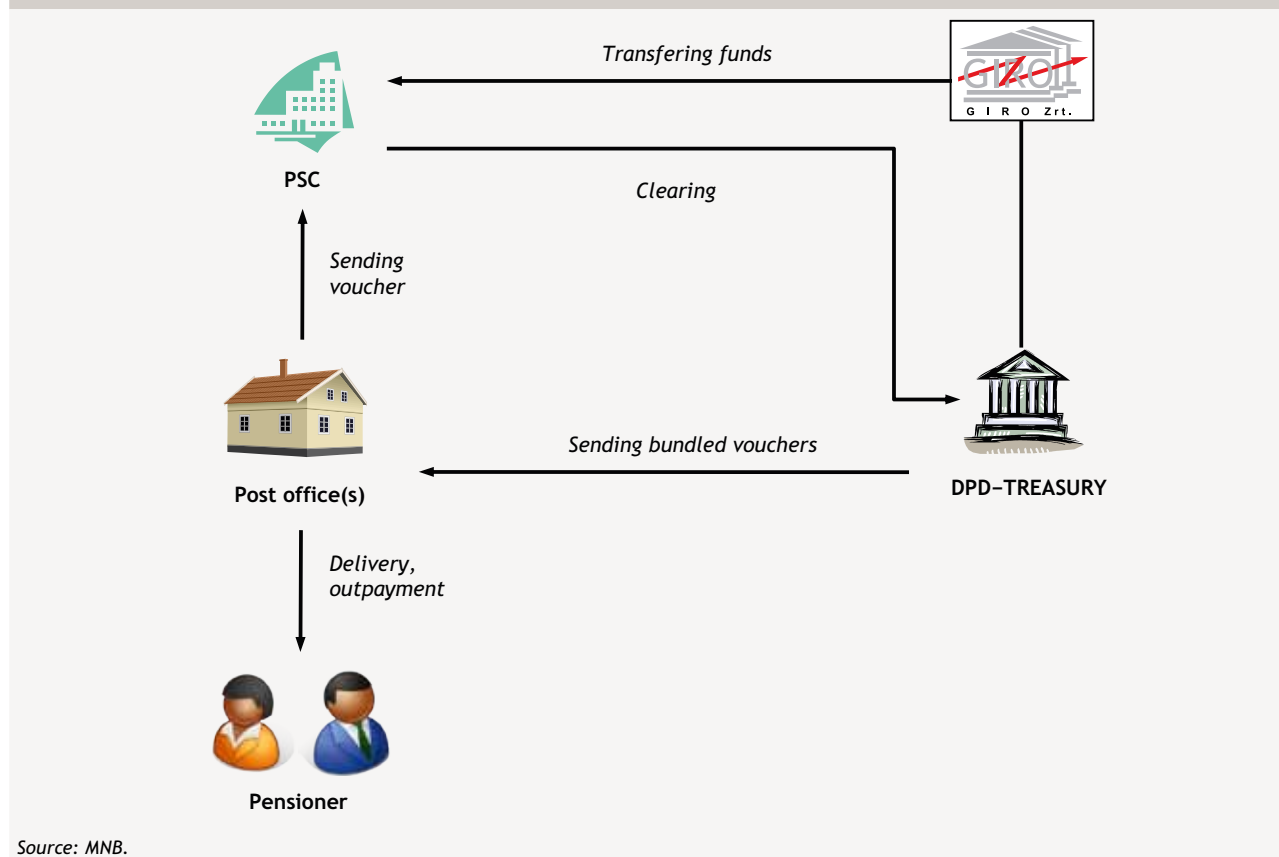 Transfering funds
GIRO
G I R O Zrt.
PSC
Clearing
Sending
voucher
Sending bundled vouchers
Post office(s)
DPD–TREASURY
Delivery,
outpayment
Pensioner
Source: MNB.